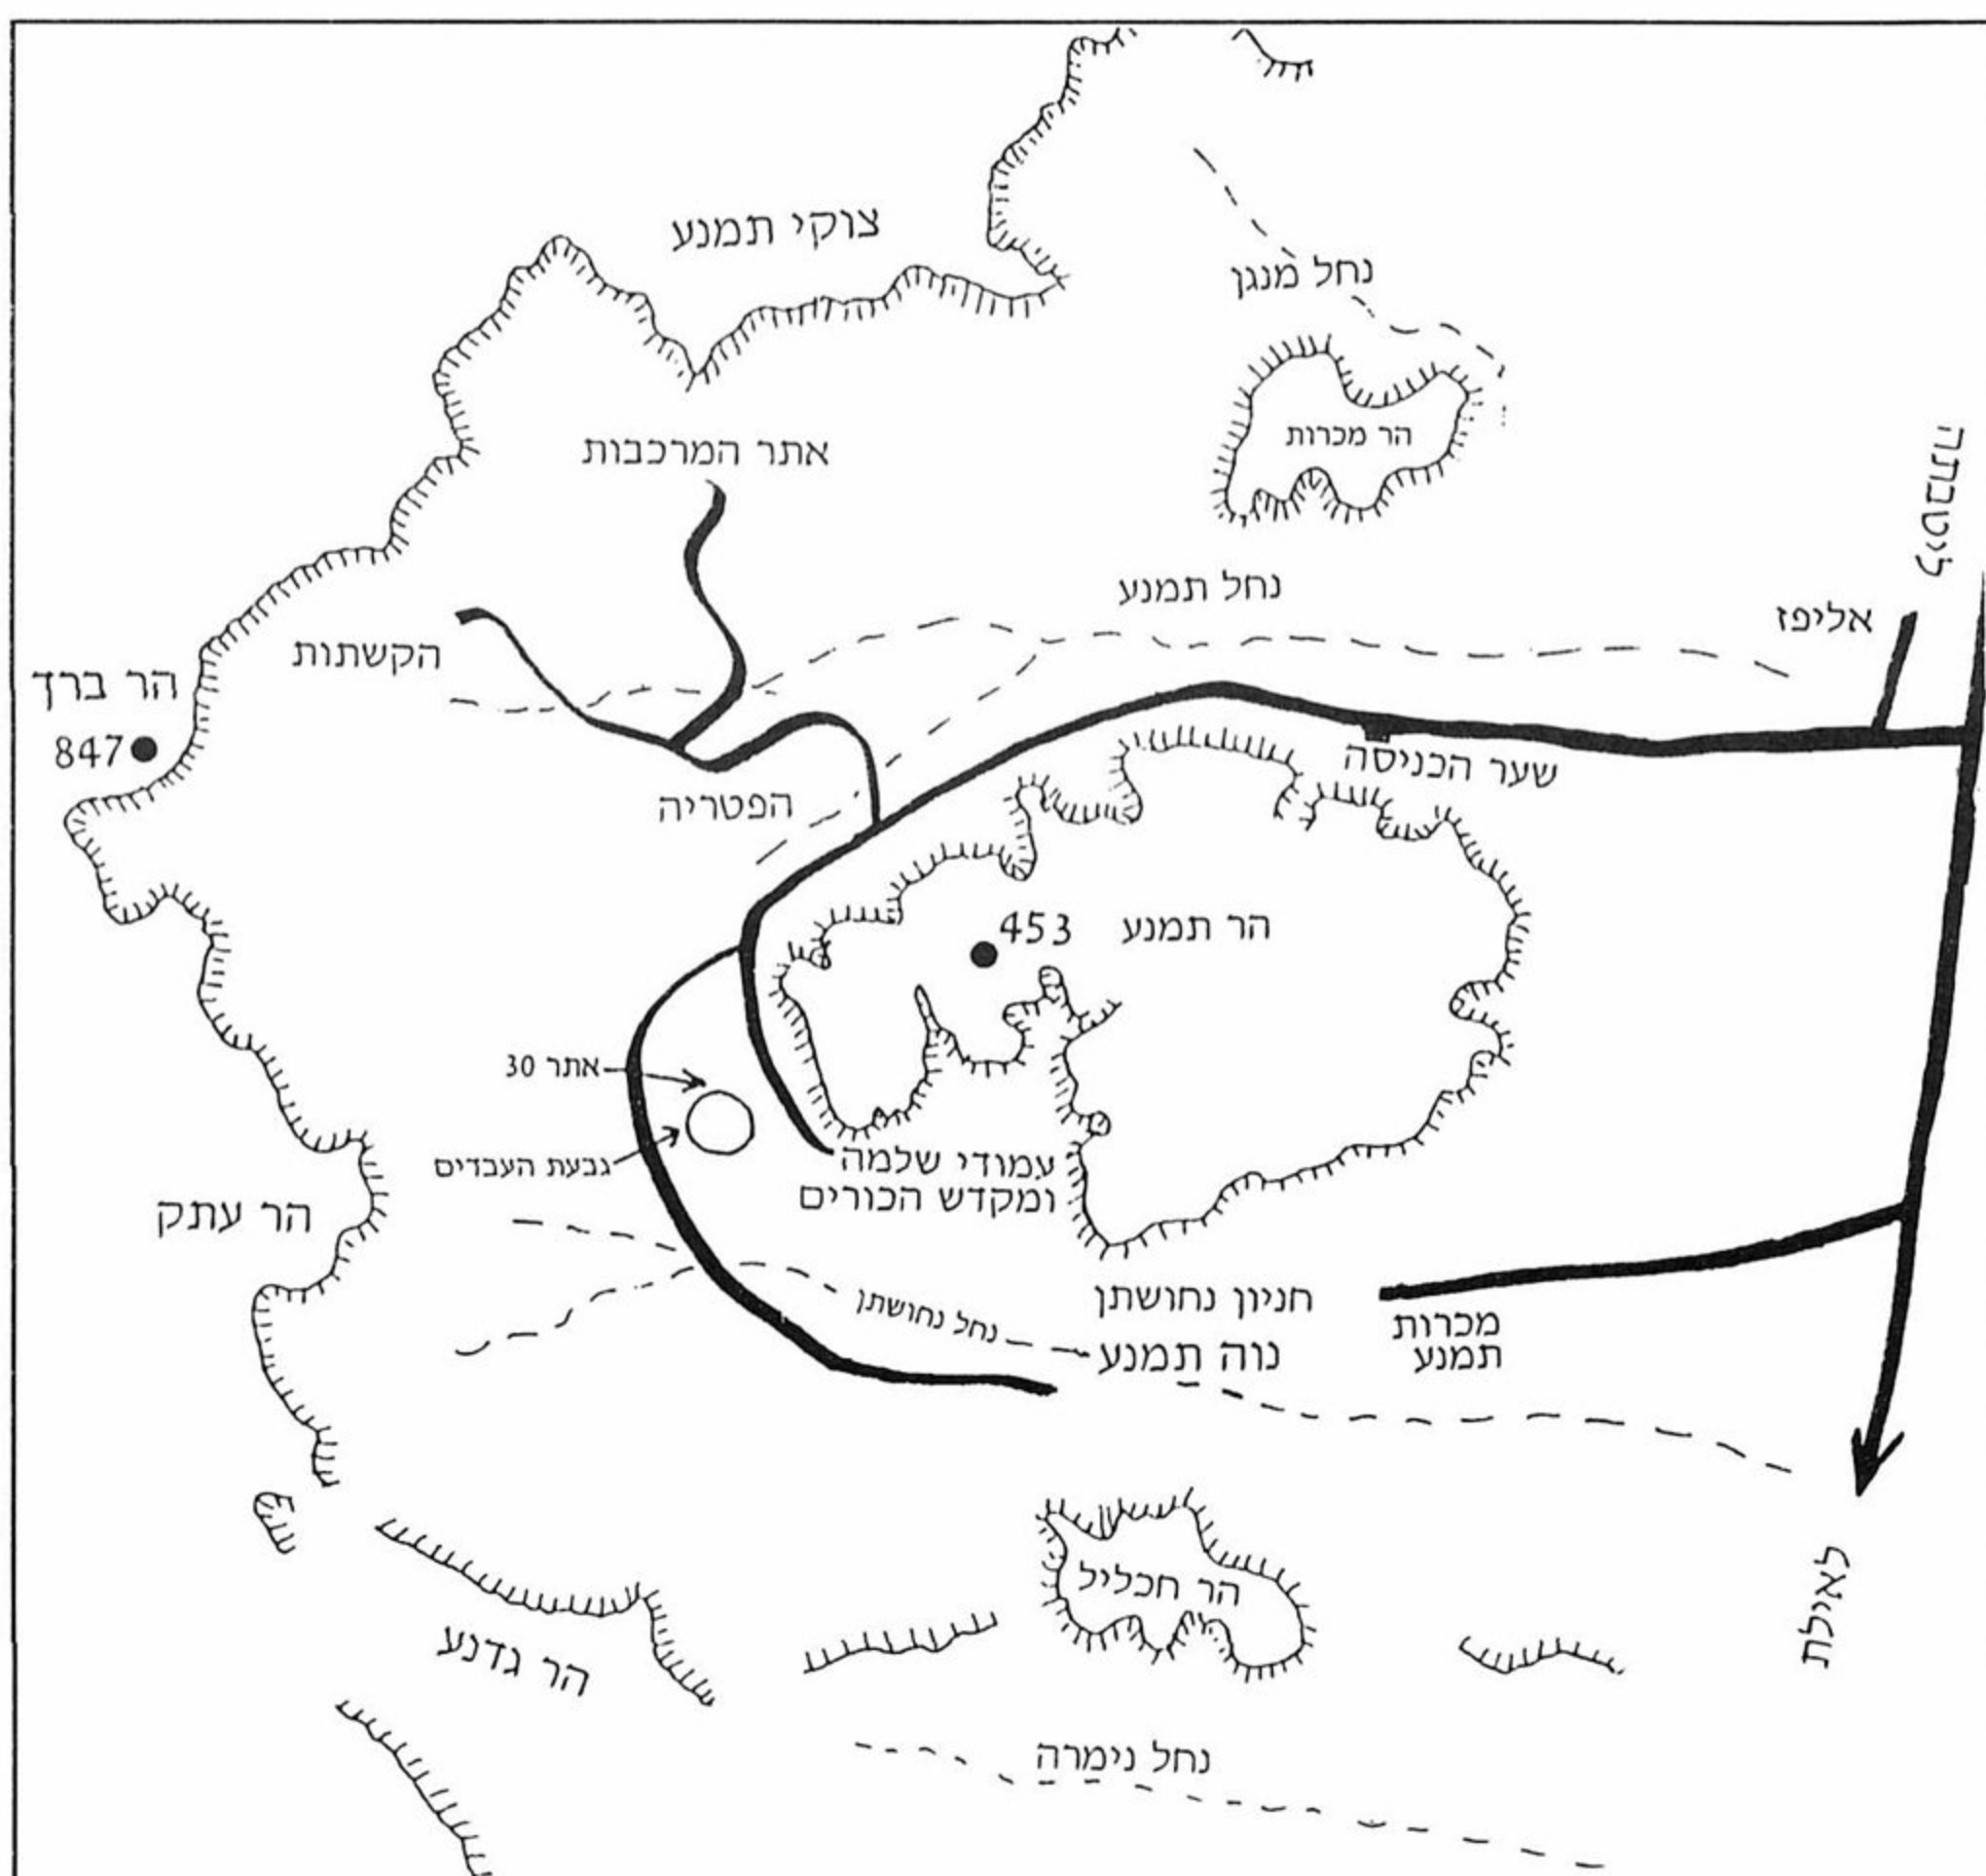 צוקי תמנע
נחל מנגן
הר מכרות
אתר המרכבות
ליטבתה
נחל תמנע
אליפז
הקשתות
הר ברך
847
שער הכניסה
הפטריה
453
הר תמנע
אתר 30
גבעת העבדים
עמודי שלמה
ומקדש הכורים
הר עתק
חניון נחושתן
נחל נחושתן
נוה תמנע
מכרות
תמנע
לאילת
הר חכליל
הר גדנע
נחל נימרה